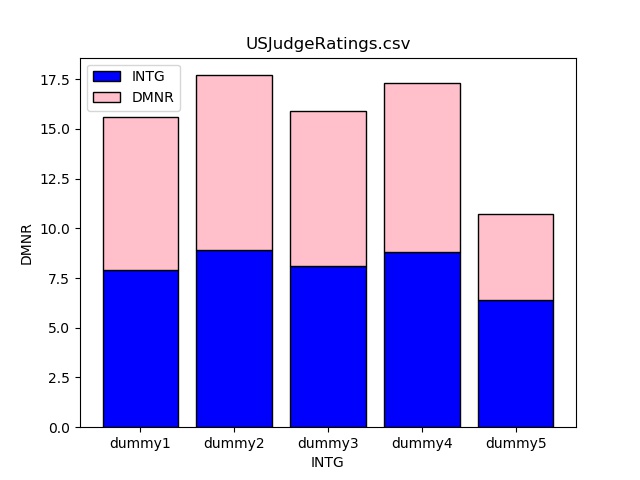 USJudgeRatings.csv
INTG
DMNR
17.5
15.0
12.5
10.0
7.5
5.0
2.5
0.0
DMNR
dummy1 dummy2 dummy3 dummy4 dummy5
INTG